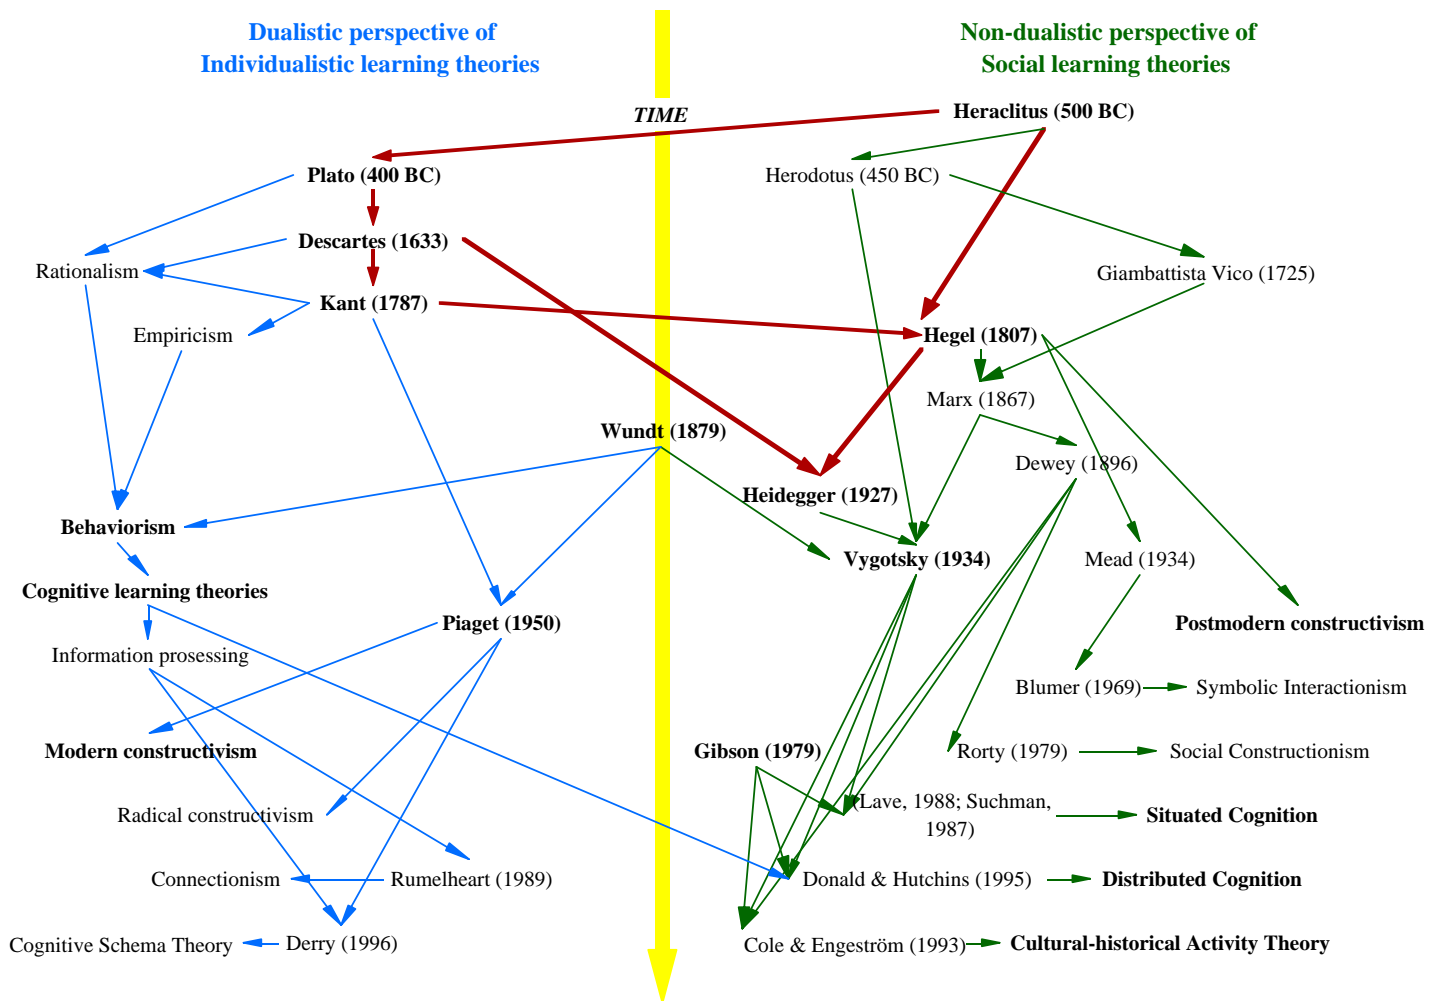 Dualistic perspective of
Individualistic learning theories
Non-dualistic perspective of
Social learning theories
TIME
Heraclitus (500 BC)
Plato (400 BC)
Herodotus (450 BC)
Descartes (1633)
Rationalism
Giambattista Vico (1725)
Kant (1787)
Empiricism
Hegel (1807)
Marx (1867)
Wundt (1879)
Dewey (1896)
Heidegger (1927)
Behaviorism
Vygotsky (1934)
Mead (1934)
Cognitive learning theories
Piaget (1950)
Postmodern constructivism
Information prosessing
Blumer (1969)
Symbolic Interactionism
Modern constructivism
Gibson (1979)
Rorty (1979)
Social Constructionism
Radical constructivism
(Lave, 1988; Suchman,
1987)
Situated Cognition
Connectionism
Rumelheart (1989)
Donald & Hutchins (1995)
Distributed Cognition
Cognitive Schema Theory
Derry (1996)
Cole & Engeström (1993)
Cultural-historical Activity Theory